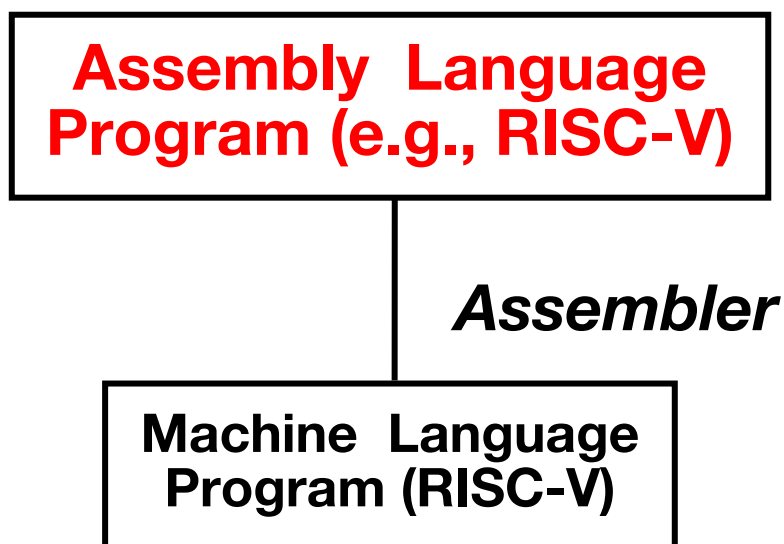 Assembly Language
Program (e.g., RISC-V)
Assembler
Machine Language
Program (RISC-V)